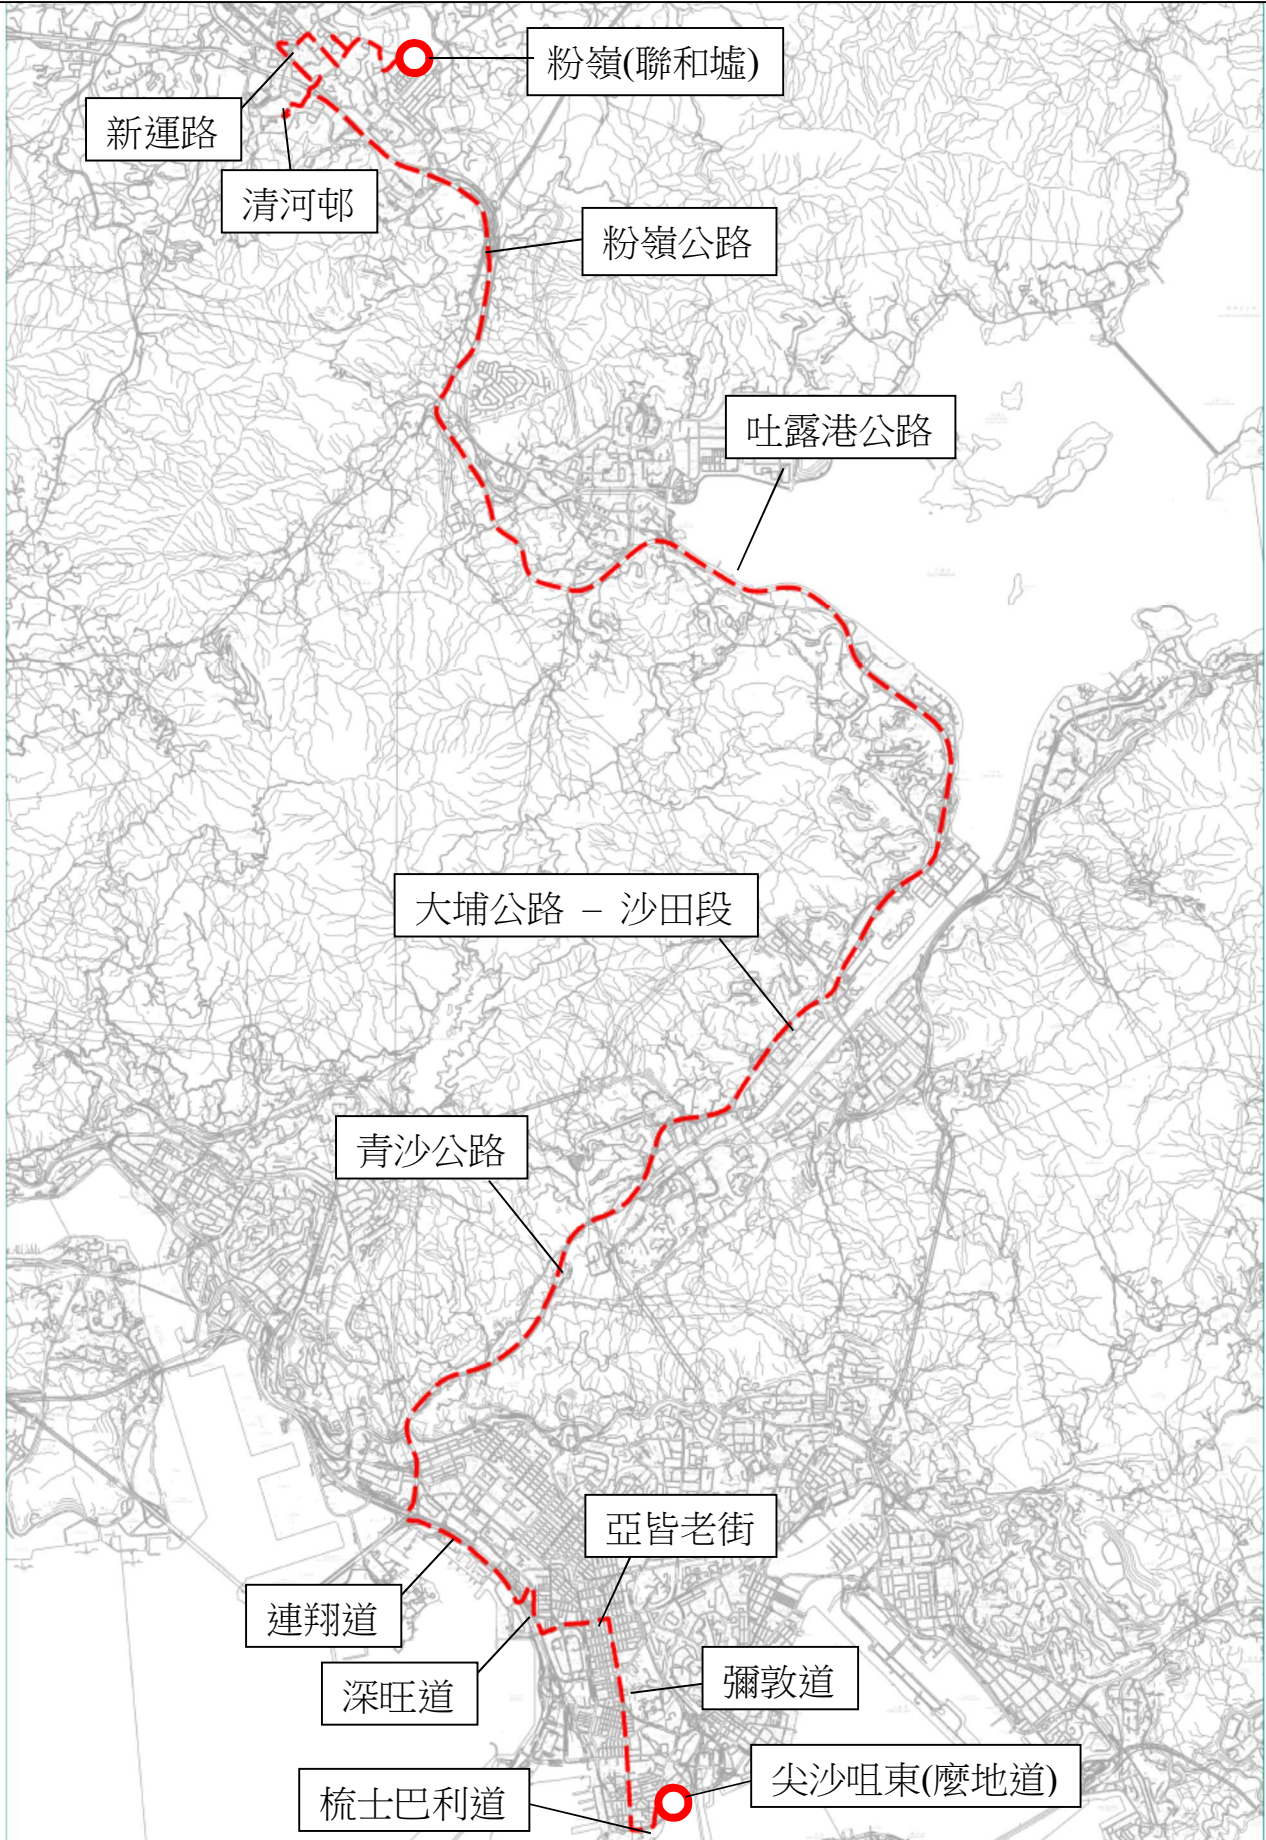 粉嶺(聯和墟)
新運路
清河邨
粉嶺公路
吐露港公路
大埔公路 – 沙田段
青沙公路
亞皆老街
連翔道
深旺道
彌敦道
尖沙咀東(麼地道)
梳士巴利道